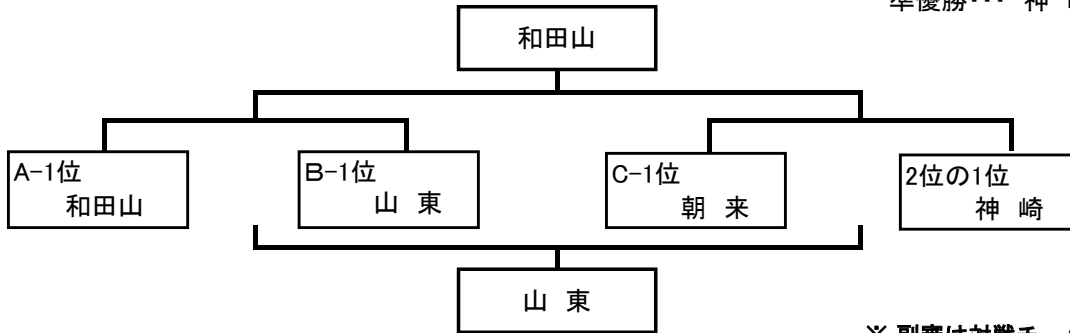 準優勝･･･ 神
和田山
A-1位
和田山
B-1位
山 東
C-1位
朝 来
2位の1位
神 崎
山 東
※ 副審は対戦チ